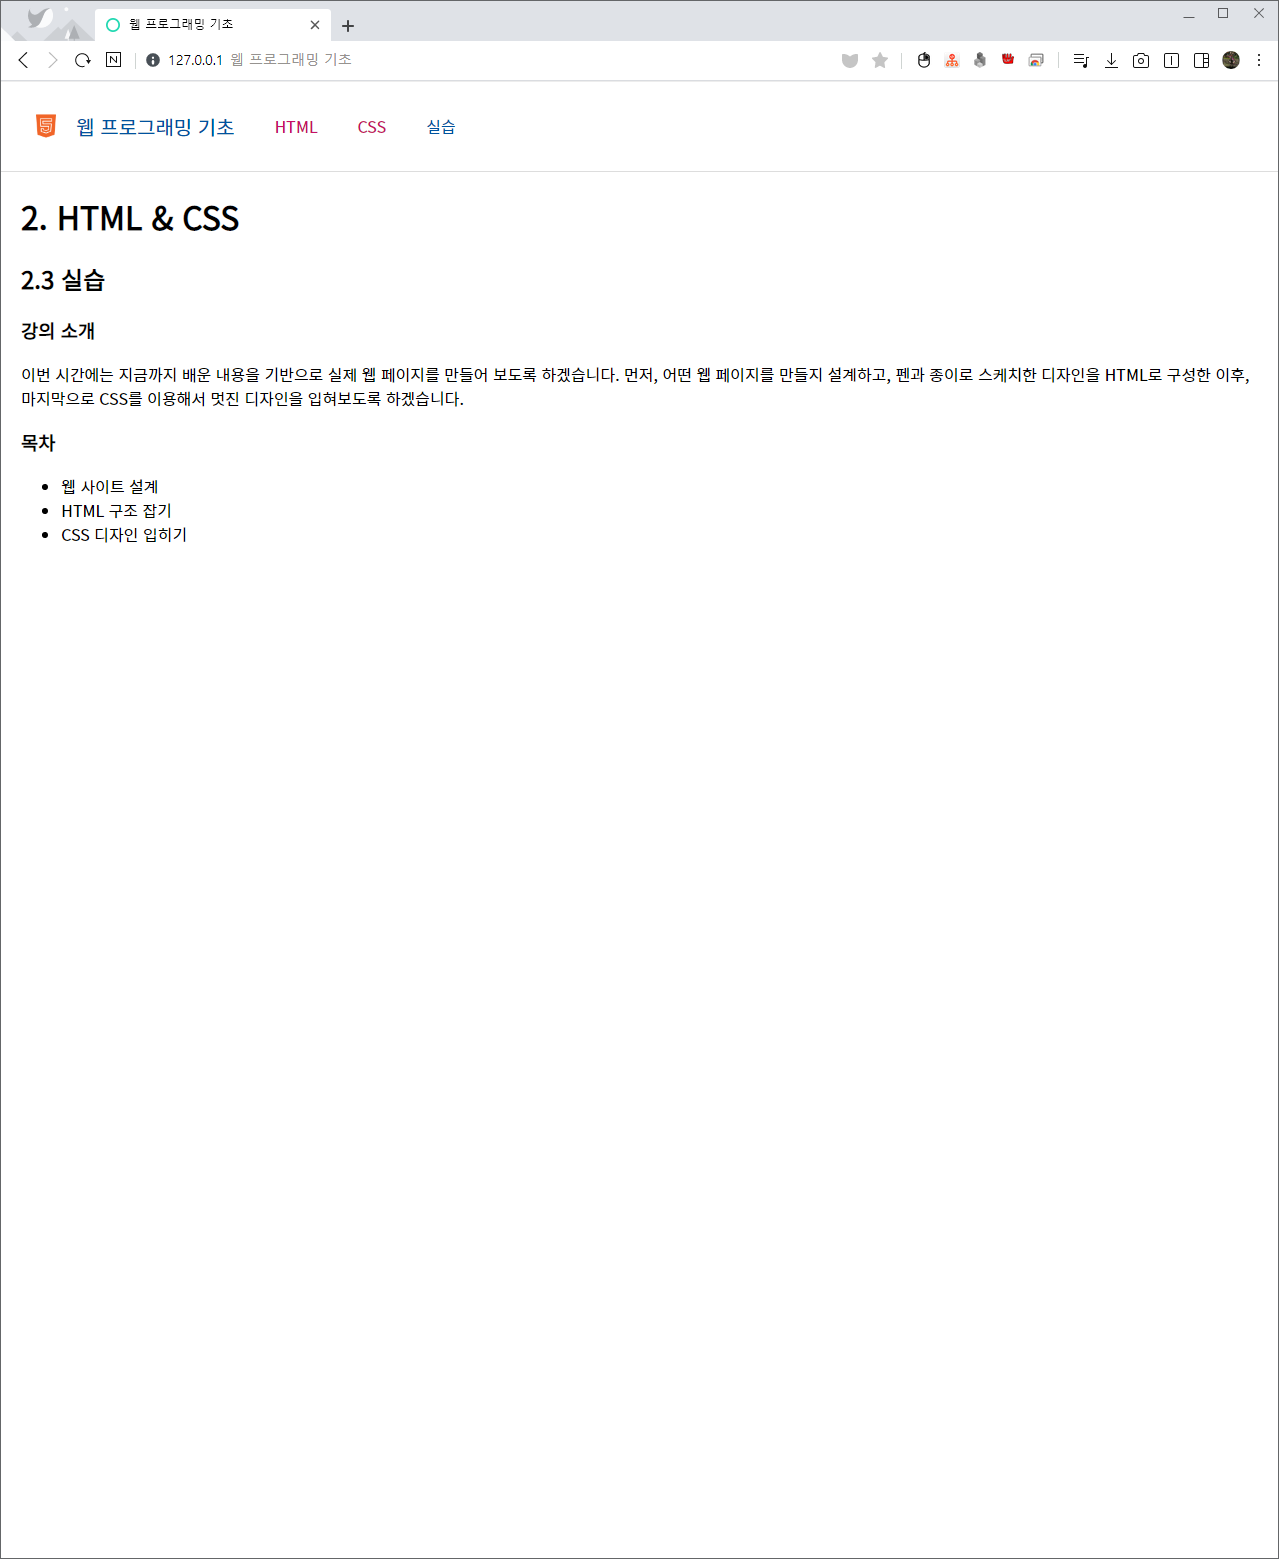 웹 프로그래밍 기초
127.0.0.1 웹 프로그래밍 기초
웹 프로그래밍 기초 HTML CSS 실습
2. HTML & CSS
2.3 실습
강의 소개
이번 시간에는 지금까지 배운 내용을 기반으로 실제 웹 페이지를 만들어 보도록 하겠습니다. 먼저, 어떤 웹 페이지를 만들지 설계하고, 펜과 종이로 스케치한 디자인을 HTML로 구성한 이후,
마지막으로 CSS를 이용해서 멋진 디자인을 입혀보도록 하겠습니다.
목차
웹 사이트 설계
HTML 구조 잡기
CSS 디자인 입히기